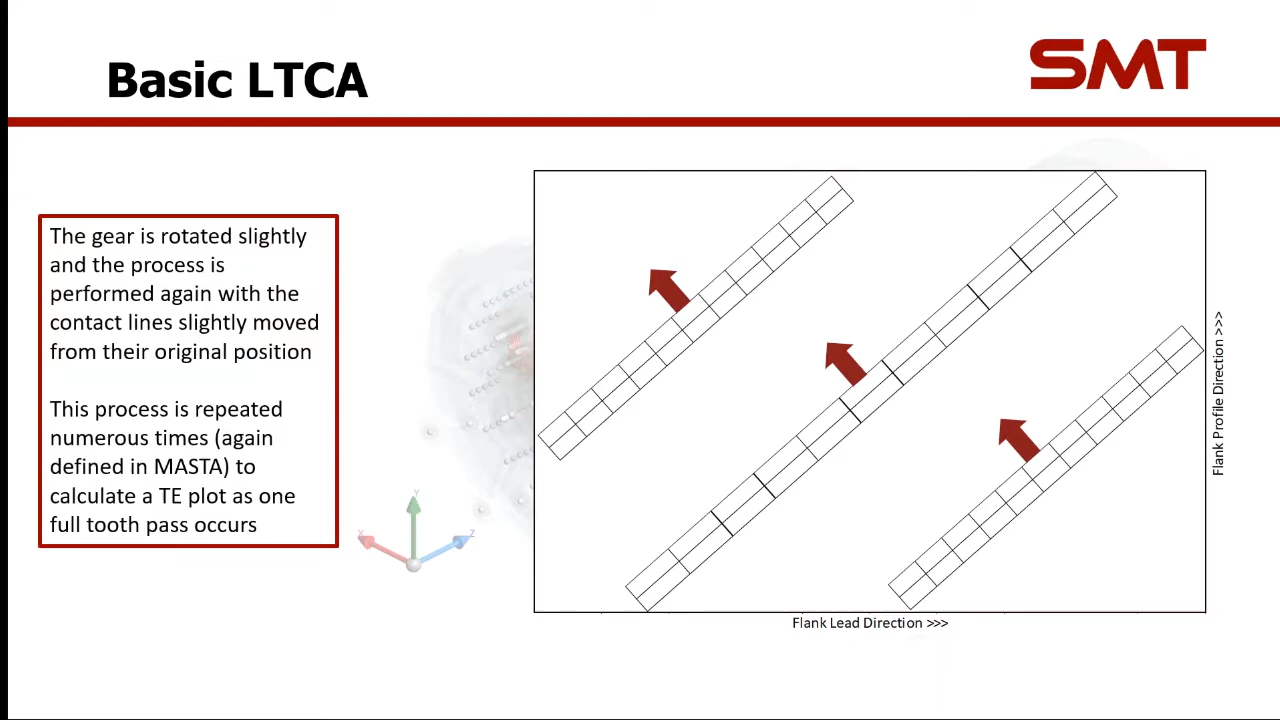 Basic LTCA
SMT
The gear is rotated slightly
and the process is
performed again with the
contact lines slightly moved
from their original position
This process is repeated
numerous times (again
defined in MASTA) to
calculate a TE plot as one
full tooth pass occurs
Y
X
Z
Flank Profile Direction >>>
Flank Lead Direction >>>